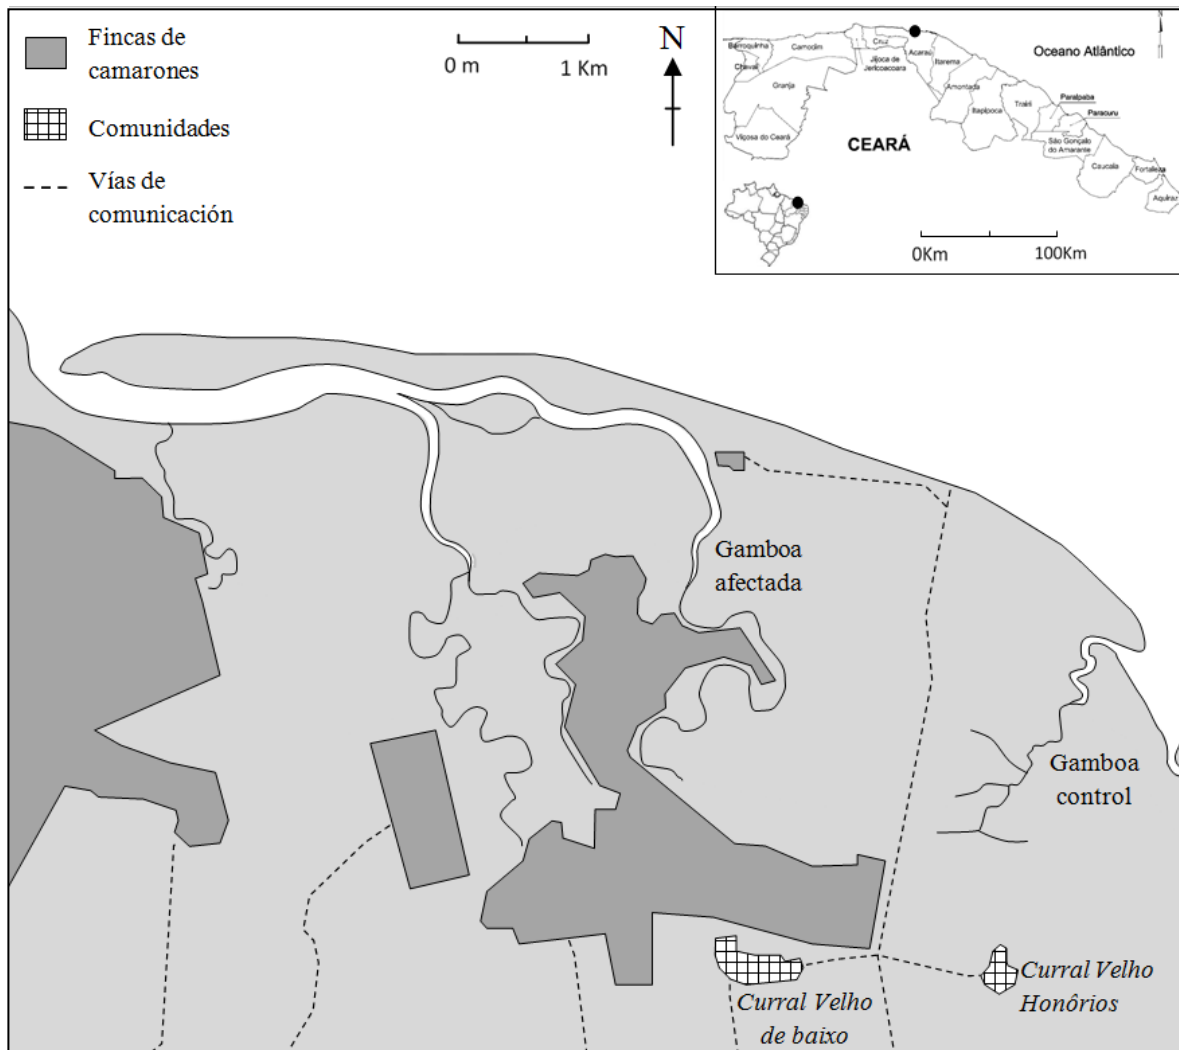 Fincas de
camarones
Comunidades
Vías de
comunicación
0 m
1 Km
N
N
Oceano Atlântico
Barroquinha
Camocim
Cruz
Acaraú
Chaval
Jijoca de
Jericoacoara
Itarema
Granja
Amontada
Paraipaba
Itapipoca
Trairi
Paracuru
Viçosa do Ceará
CEARÁ
São Gonçalo
do Amarante
Caucaia
Fortaleza
Aquiraz
0Km
100Km
Gamboa
afectada
Gamboa
control
Curral Velho
de baixo
Curral Velho
Honôrios